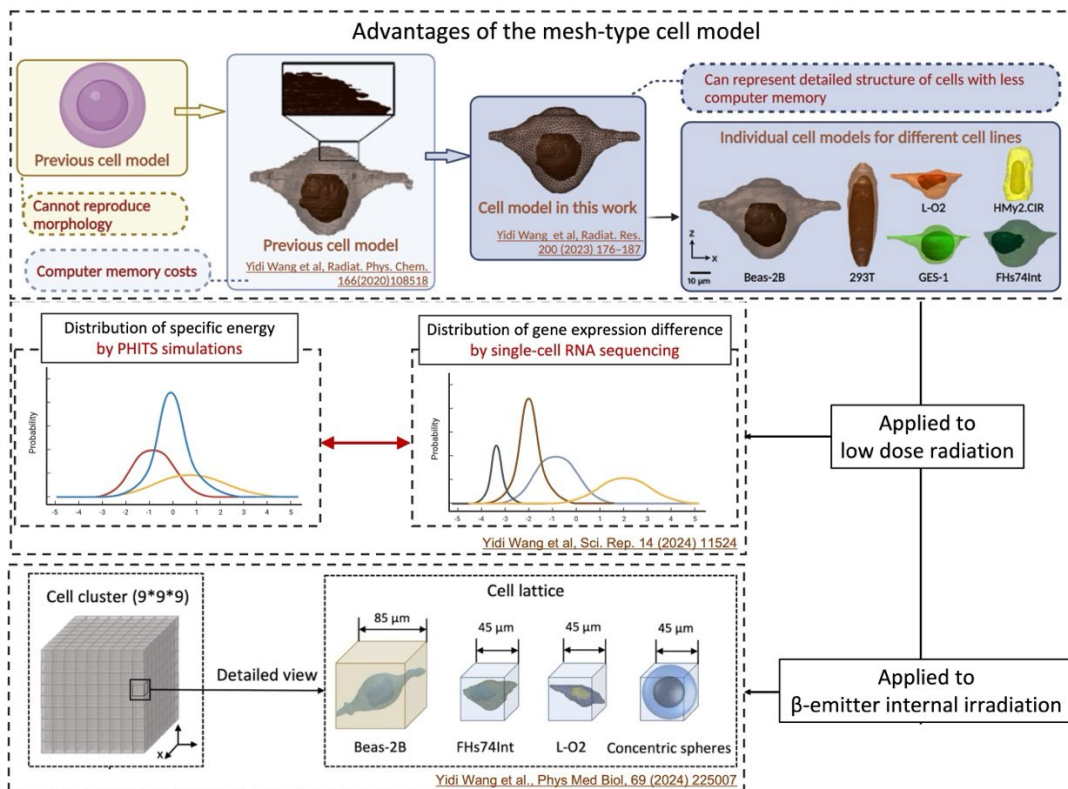 Advantages of the mesh-type cell model
Previous cell model
Cannot reproduce
morphology
Computer memory costs
Previous cell model
Yidi Wang et al, Radiat. Phys. Chem.
166(2020)108518
Cell model in this work
Yidi Wang et al, Radiat. Res.
200 (2023) 176–187
Can represent detailed structure of cells with less
computer memory
Individual cell models for different cell lines
Z
X
10 μm
Beas-2B
293T
L-O2
HMy2.CIR
GES-1
FHs74Int
Distribution of specific energy
by PHITS simulations
Probability
-5 -4 -3 -2 -1 0 1 2 3 4 5
Distribution of gene expression difference
by single-cell RNA sequencing
Probability
-5 -4 -3 -2 -1 0 1 2 3 4 5
Yidi Wang et al, Sci. Rep. 14 (2024) 11524
Applied to
low dose radiation
Cell cluster (9*9*9)
X
Detailed view
Cell lattice
85 μm
45 μm
45 μm
45 μm
Beas-2B
FHs74Int
L-O2
Concentric spheres
Yidi Wang et al., Phys Med Biol, 69 (2024) 225007
Applied to
β-emitter internal irradiation